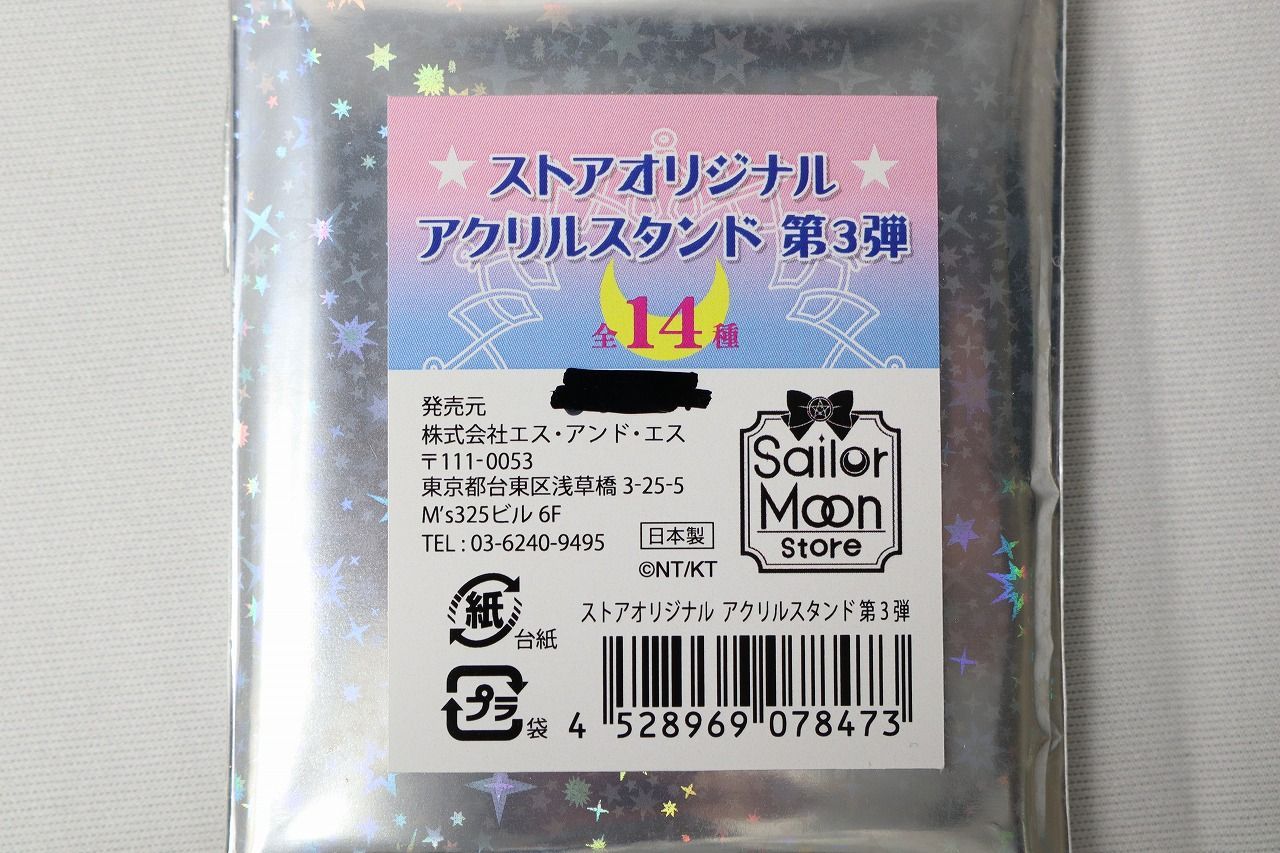 ストアオリジナル
アクリルスタンド 第3弾
全14種
発売元
株式会社エス・アンド・エス
〒111-0053
東京都台東区浅草橋 3-25-5
M's325ビル 6F
TEL : 03-6240-9495
日本製
©NT/KT
Sailor
Moon
store
紙
台紙
プラ
袋
ストアオリジナル アクリルスタンド 第3弾
4 528969 078473